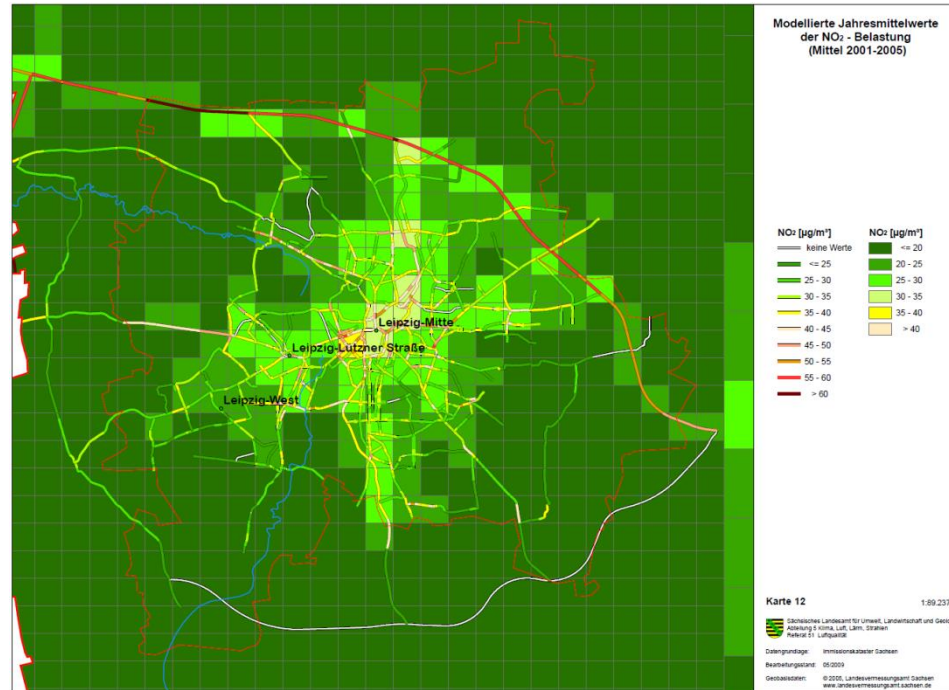 Modellierte Jahresmittelwerte
der NO₂ - Belastung
(Mittel 2001-2005)
Leipzig-Mitte
Leipzig-Lützner Straße
Leipzig-West
NO₂ [µg/m³]
keine Werte
<= 25
25 - 30
30 - 35
35 - 40
40 - 45
45 - 50
50 - 55
55 - 60
> 60
NO₂ [µg/m³]
<= 20
20 - 25
25 - 30
30 - 35
35 - 40
> 40
Karte 12
1:89.237
Sächsisches Landesamt für Umwelt, Landwirtschaft und Geolo
Abteilung 5 Klima, Luft, Lärm, Strahlen
Referat 51 Luftqualität
Datengrundlage: Immissionskataster Sachsen
Bearbeitungsstand: 05/2009
Geobasisdaten: © 2008, Landesvermessungsamt Sachsen
www.landesvermessungsamt.sachsen.de